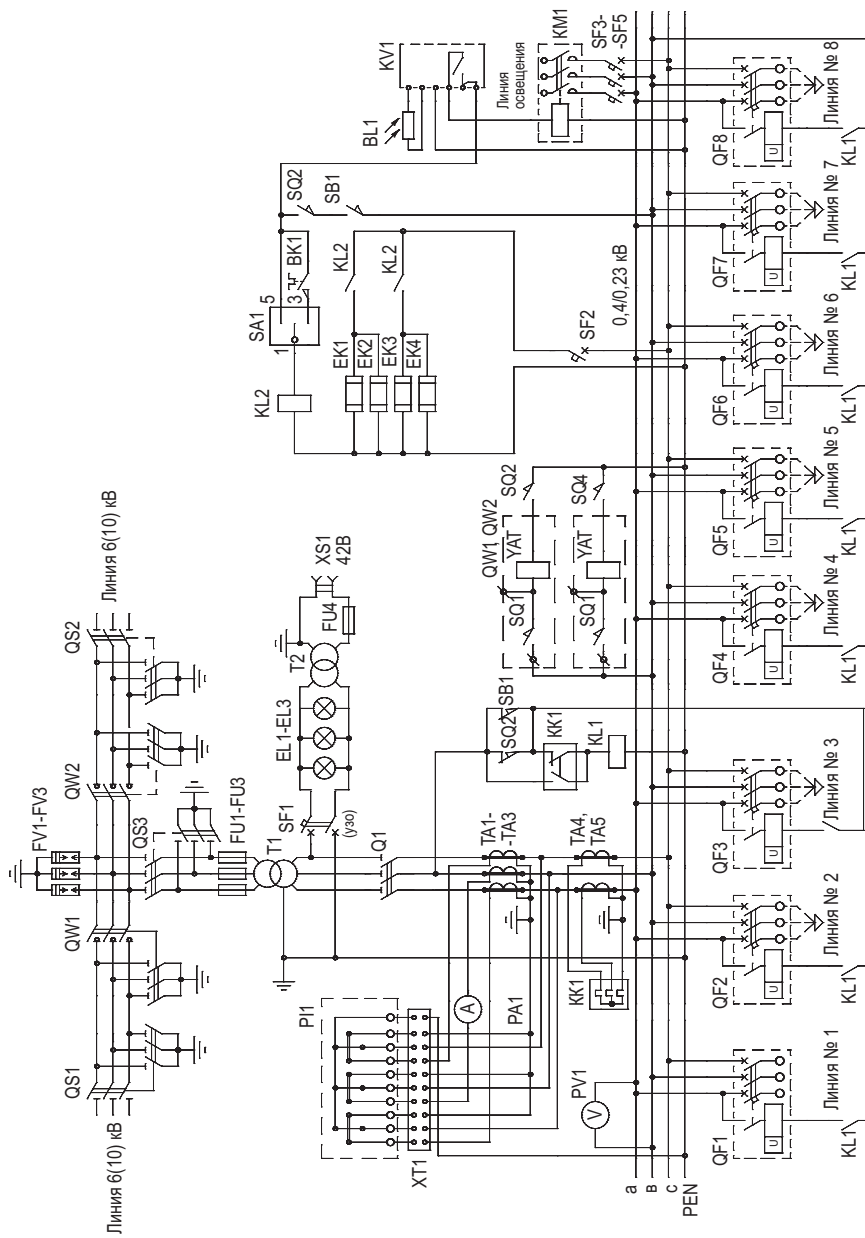 Линия 6(10) кВ
QS1
QW1
FV1-FV3
QW2
QS2
Линия 6(10) кВ
QS3
FU1-FU3
T1
SF1
(узо)
EL1-EL3
T2
FU4
XS1
42В
Q1
SA1
1
5
3
BK1
SQ2
SB1
KL2
EK1
EK2
EK3
EK4
KL2
KL2
SF2
BL1
KV1
Линия
освещения
KM1
SF3-
-SF5
PI1
XT1
A
PA1
TA1-
-TA3
TA4,
TA5
KK1
PV1
V
SQ2
SB1
KK1
KL1
QW1, QW2
SQ1
YAT
SQ2
SQ1
YAT
SQ4
0,4/0,23 кВ
a
в
c
PEN
QF1
U
Линия № 1
KL1
QF2
U
Линия № 2
KL1
QF3
U
Линия № 3
QF4
U
Линия № 4
KL1
QF5
U
Линия № 5
KL1
QF6
U
Линия № 6
KL1
QF7
U
Линия № 7
KL1
QF8
U
Линия № 8
KL1